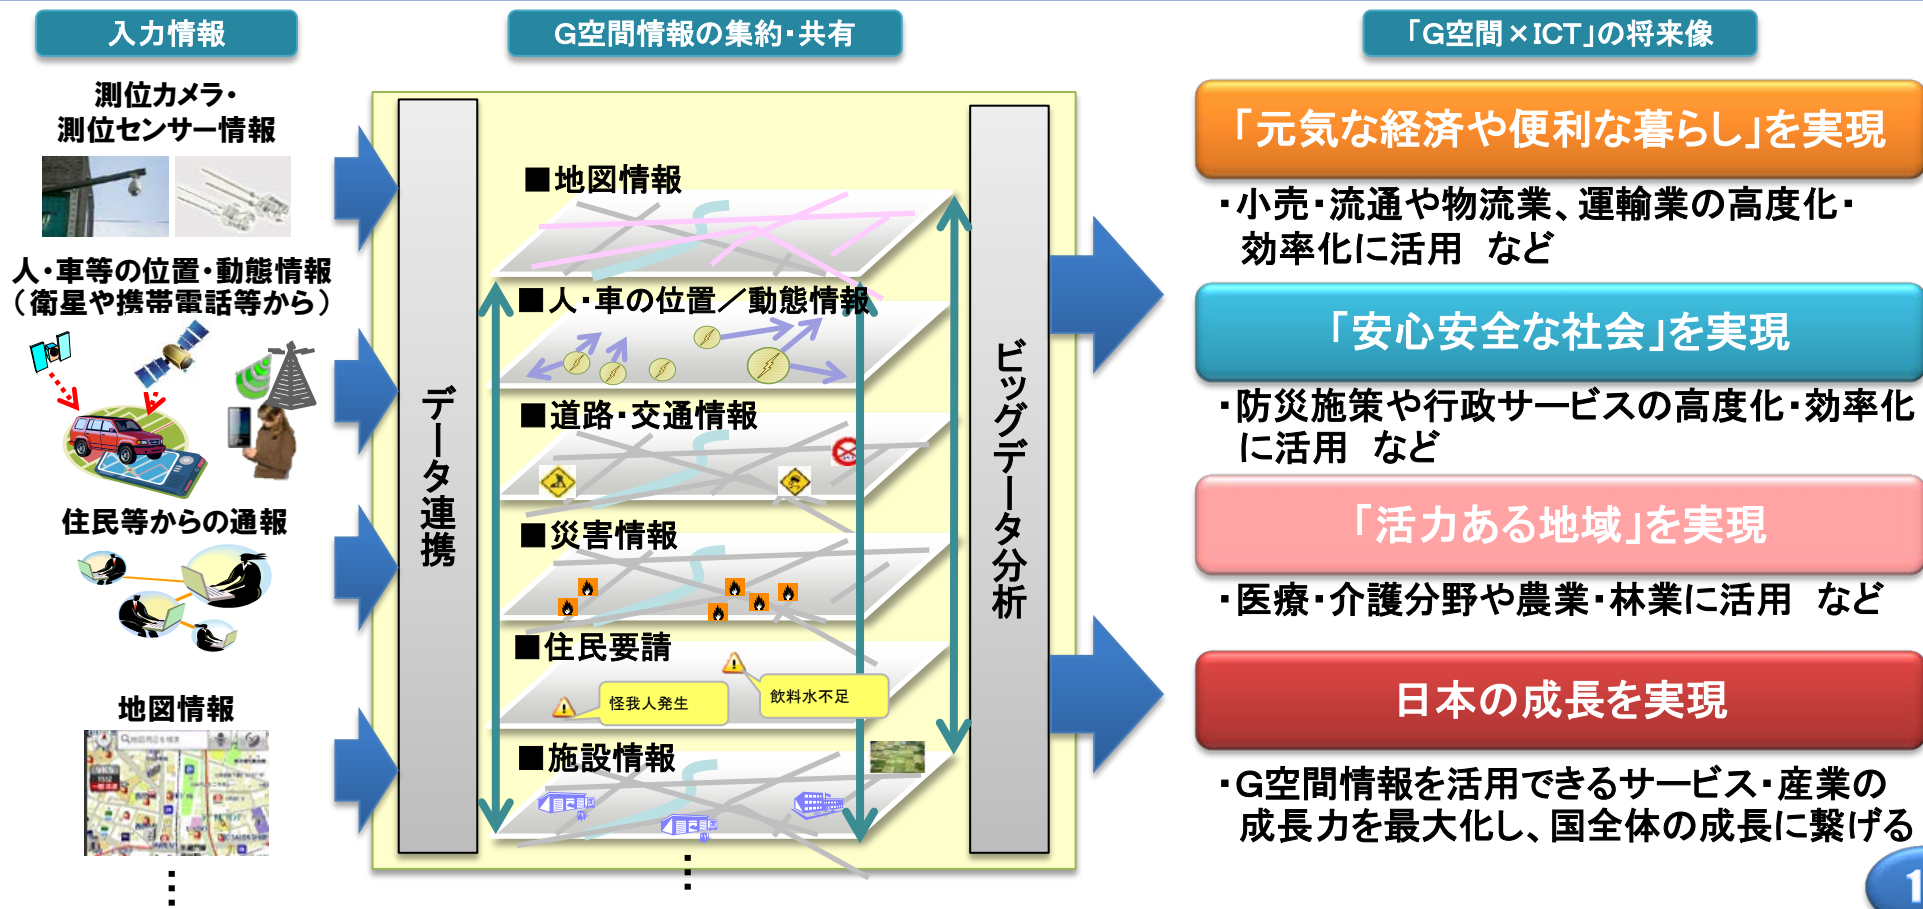 入力情報
測位カメラ・
測位センサー情報
人・車等の位置・動態情報
（衛星や携帯電話等から）
住民等からの通報
地図情報
G空間情報の集約・共有
データ連携
■地図情報
■人・車の位置／動態情報
■道路・交通情報
■災害情報
■住民要請
怪我人発生
飲料水不足
■施設情報
ビッグデータ分析
「G空間×ICT」の将来像
「元気な経済や便利な暮らし」を実現
・小売・流通や物流業、運輸業の高度化・
効率化に活用 など
「安心安全な社会」を実現
・防災施策や行政サービスの高度化・効率化
に活用 など
「活力ある地域」を実現
・医療・介護分野や農業・林業に活用 など
日本の成長を実現
・G空間情報を活用できるサービス・産業の
成長力を最大化し、国全体の成長に繋げる
1